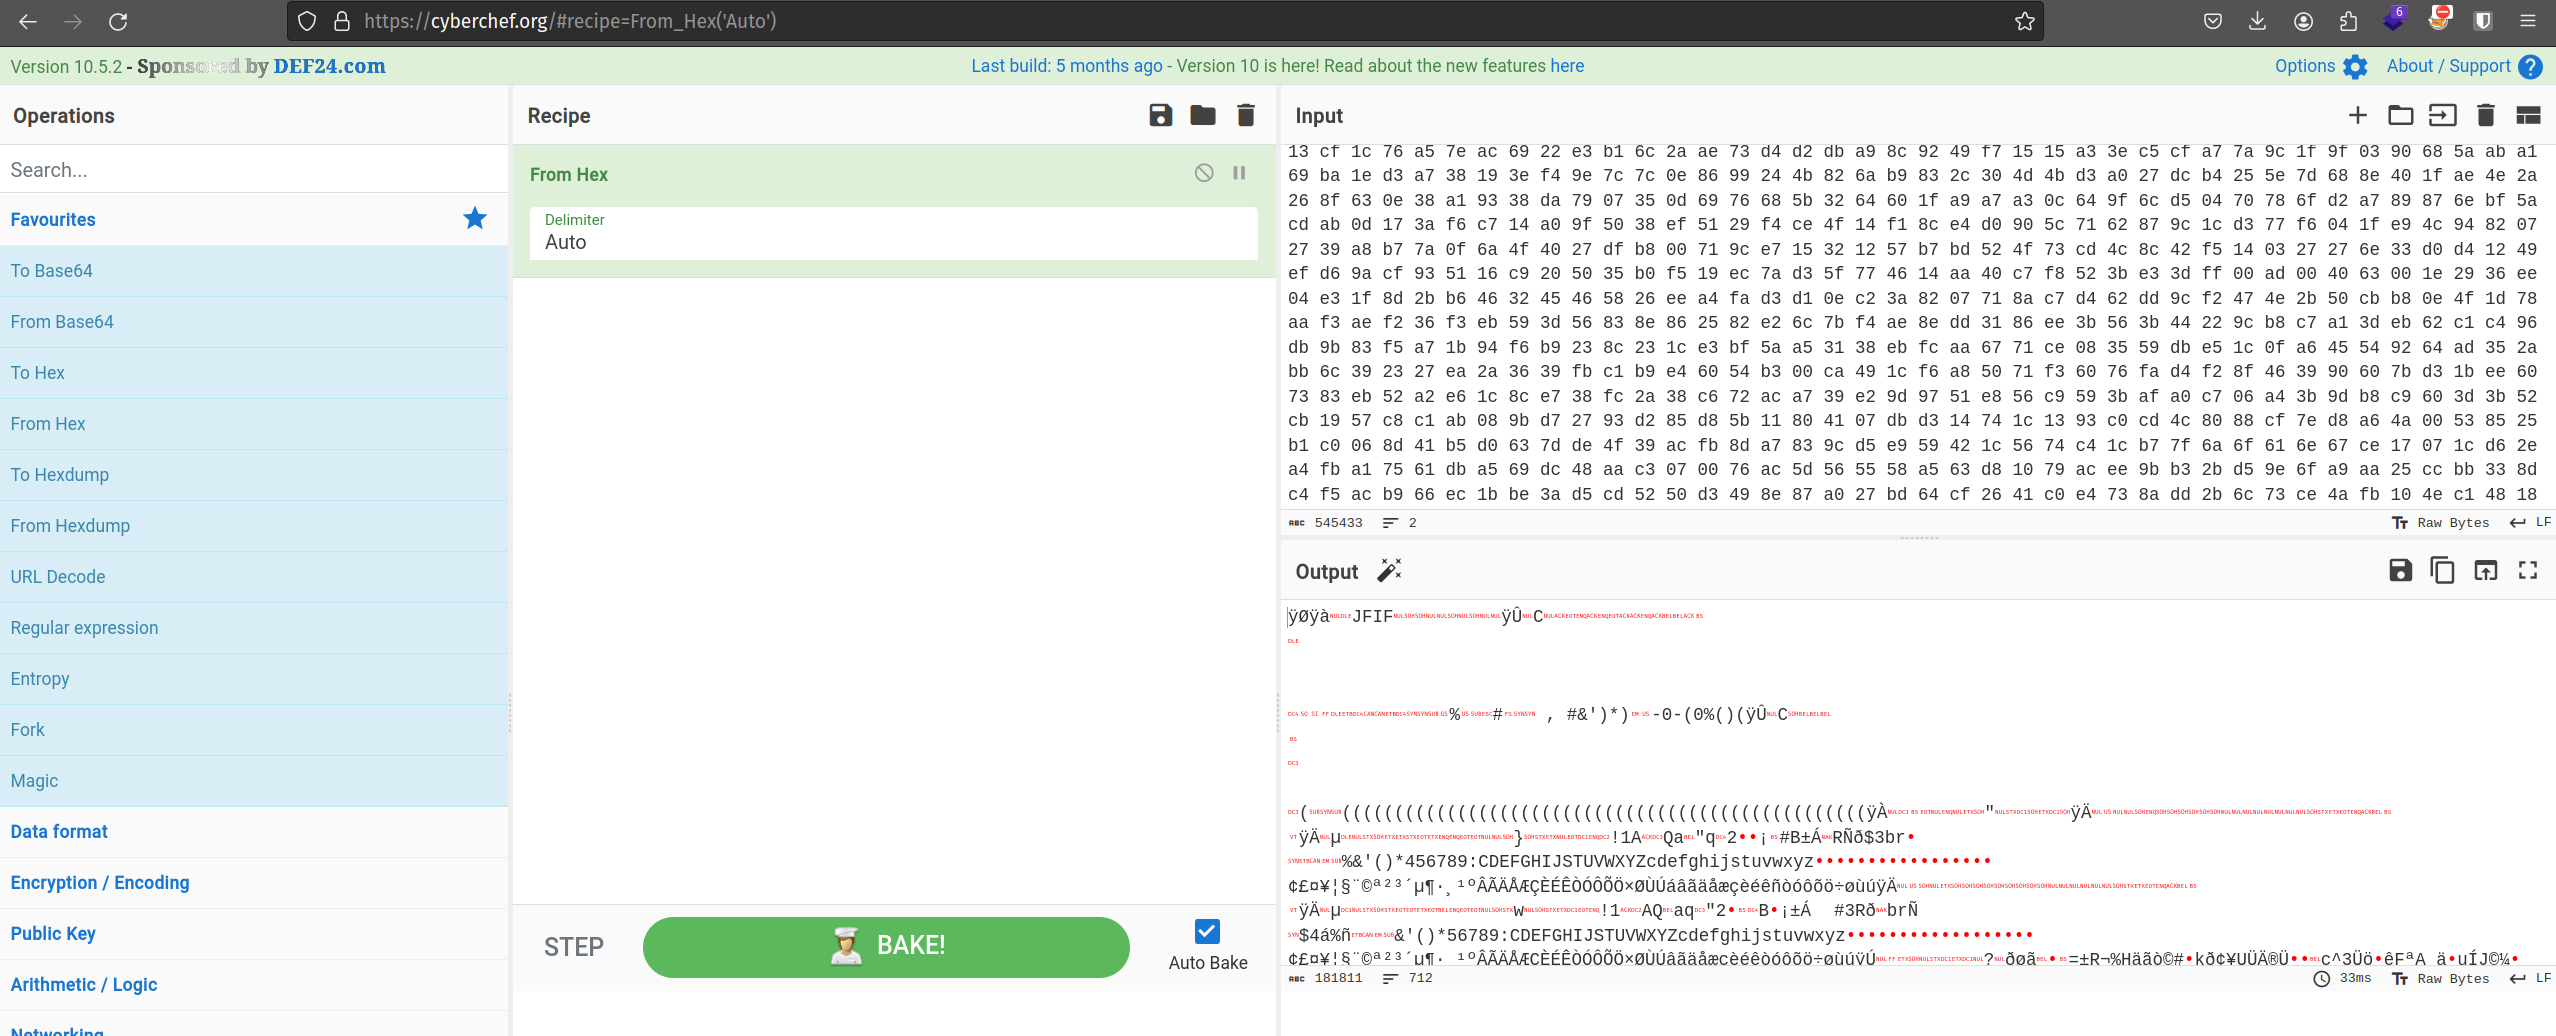 https://cyberchef.org/#recipe=From_Hex('Auto')
6
Version 10.5.2 - Sponsored by DEF24.com
Last build: 5 months ago - Version 10 is here! Read about the new features here
Options
About / Support
Operations
Search...
Favourites
To Base64
From Base64
To Hex
From Hex
To Hexdump
From Hexdump
URL Decode
Regular expression
Entropy
Fork
Magic
Data format
Encryption / Encoding
Public Key
Arithmetic / Logic
Networking
Recipe
From Hex
Delimiter
Auto
STEP
BAKE!
Auto Bake
Input
13 cf 1c 76 a5 7e ac 69 22 e3 b1 6c 2a ae 73 d4 d2 db a9 8c 92 49 f7 15 15 a3 3e c5 cf a7 7a 9c 1f 9f 03 90 68 5a ab a1
69 ba 1e d3 a7 38 19 3e f4 9e 7c 7c 0e 86 99 24 4b 82 6a b9 83 2c 30 4d 4b d3 a0 27 dc b4 25 5e 7d 68 8e 40 1f ae 4e 2a
26 8f 63 0e 38 a1 93 38 da 79 07 35 0d 69 76 68 5b 32 64 60 1f a9 a7 a3 0c 64 9f 6c d5 04 70 78 6f d2 a7 89 87 6e bf 5a
cd ab 0d 17 3a f6 c7 14 a0 9f 50 38 ef 51 29 f4 ce 4f 14 f1 8c e4 d0 90 5c 71 62 87 9c 1c d3 77 f6 04 1f e9 4c 94 82 07
27 39 a8 b7 7a 0f 6a 4f 40 27 df b8 00 71 9c e7 15 32 12 57 b7 bd 52 4f 73 cd 4c 8c 42 f5 14 03 27 27 6e 33 d0 d4 12 49
ef d6 9a cf 93 51 16 c9 20 50 35 b0 f5 19 ec 7a d3 5f 77 46 14 aa 40 c7 f8 52 3b e3 3d ff 00 ad 00 40 63 00 1e 29 36 ee
04 e3 1f 8d 2b b6 46 32 45 46 58 26 ee a4 fa d3 d1 0e c2 3a 82 07 71 8a c7 d4 62 dd 9c f2 47 4e 2b 50 cb b8 0e 4f 1d 78
aa f3 ae f2 36 f3 eb 59 3d 56 83 8e 86 25 82 e2 6c 7b f4 ae 8e dd 31 86 ee 3b 56 3b 44 22 9c b8 c7 a1 3d eb 62 c1 c4 96
db 9b 83 f5 a7 1b 94 f6 b9 23 8c 23 1c e3 bf 5a a5 31 38 eb fc aa 67 71 ce 08 35 59 db e5 1c 0f a6 45 54 92 64 ad 35 2a
bb 6c 39 23 27 ea 2a 36 39 fb c1 b9 e4 60 54 b3 00 ca 49 1c f6 a8 50 71 f3 60 76 fa d4 f2 8f 46 39 90 60 7b d3 1b ee 60
73 83 eb 52 a2 e6 1c 8c e7 38 fc 2a 38 c6 72 ac a7 39 e2 9d 97 51 e8 56 c9 59 3b af a0 c7 06 a4 3b 9d b8 c9 60 3d 3b 52
cb 19 57 c8 c1 ab 08 9b d7 27 93 d2 85 d8 5b 11 80 41 07 db d3 14 74 1c 13 93 c0 cd 4c 80 88 cf 7e d8 a6 4a 00 53 85 25
b1 c0 06 8d 41 b5 d0 63 7d de 4f 39 ac fb 8d a7 83 9c d5 e9 59 42 1c 56 74 c4 1c b7 7f 6a 6f 61 6e 67 ce 17 07 1c d6 2e
a4 fb a1 75 61 db a5 69 dc 48 aa c3 07 00 76 ac 5d 56 55 58 a5 63 d8 10 79 ac ee 9b b3 2b d5 9e 6f a9 aa 25 cc bb 33 8d
c4 f5 ac b9 66 ec 1b be 3a d5 cd 52 50 d3 49 8e 87 a0 27 bd 64 cf 26 41 c0 e4 73 8a dd 2b 6c 73 ce 4a fb 10 4e c1 48 18
545433 2
Raw Bytes LF
Output
ÿØÿàJFIFÿÛC
%# , #&')*)-0-(0%()(ÿÛC
((((((((((((((((((((((((((((((((((((((((((((((((((ÿÀ"ÿÄ
ÿÄµ}!1AQa"q2••¡#B±ÁRÑð$3br•
%&'()*456789:CDEFGHIJSTUVWXYZcdefghijstuvwxyz•••••••••••••••••
¢£¤¥¦§¨©ª²³´µ¶·¸¹ºÂÃÄÅÆÇÈÉÊÒÓÔÕÖ×ØÙÚáâãäåæçèéêñòóôõö÷øùúÿÄ
ÿÄµw!1AQaq"2•B•¡±Á #3RðbrÑ
$4á%ñ&'()*56789:CDEFGHIJSTUVWXYZcdefghijstuvwxyz••••••••••••••••••
181811 712
33ms Raw Bytes LF